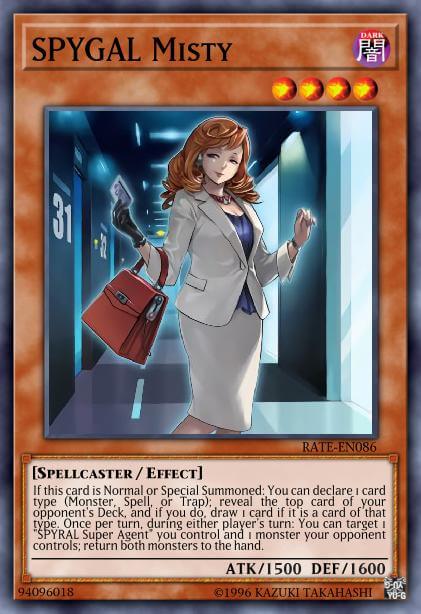 SPYGAL Misty
DARK
闇
31
32
RATE-EN086
[Spellcaster / Effect]
If this card is Normal or Special Summoned: You can declare 1 card
type (Monster, Spell, or Trap); reveal the top card of your
opponent's Deck, and if you do, draw 1 card if it is a card of that
type. Once per turn, during either player's turn: You can target 1
"SPYRAL Super Agent" you control and 1 monster your opponent
controls; return both monsters to the hand.
ATK/1500 DEF/1600
94096018
©1996 KAZUKI TAKAHASHI